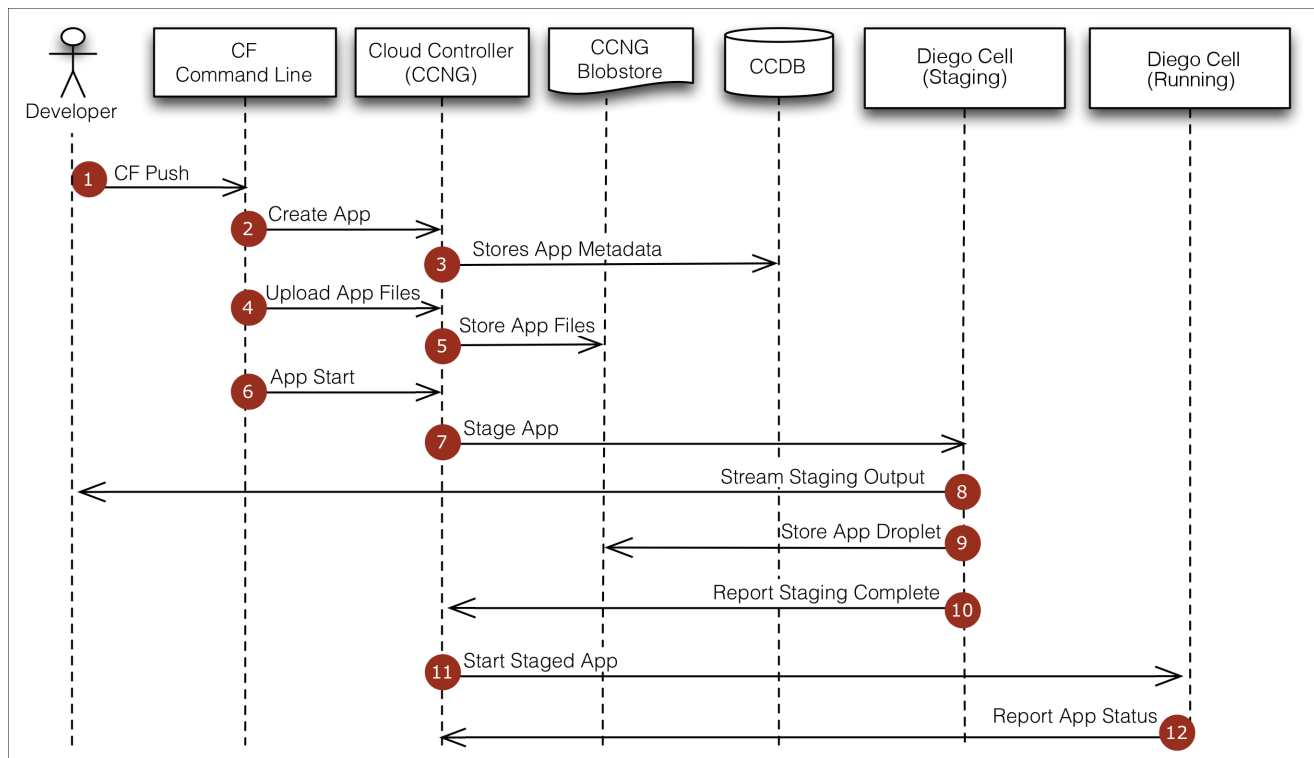 CF
Command Line
Cloud Controller
(CCNG)
CCNG
Blobstore
CCDB
Diego Cell
(Staging)
Diego Cell
(Running)
Developer
1 CF Push
2 Create App
3 Stores App Metadata
4 Upload App Files
5 Store App Files
6 App Start
7 Stage App
Stream Staging Output 8
Store App Droplet 9
Report Staging Complete 10
11 Start Staged App
Report App Status 12